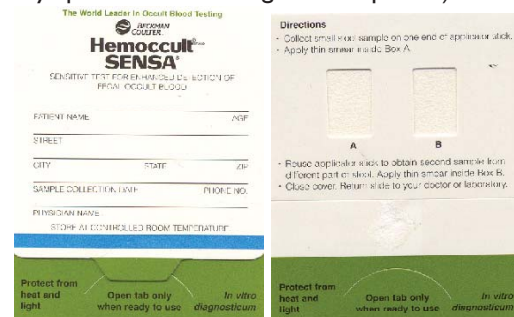 The World Leader In Occult Blood Testing
BECKMAN
COULTER
Hemoccult
SENSA®
SENSITIVE TEST FOR ENHANCED DETECTION OF
FECAL OCCULT BLOOD
PATIENT NAME AGE
STREET
CITY STATE ZIP
SAMPLE COLLECTION DATE PHONE NO.
PHYSICIAN NAME
STORE AT CONTROLLED ROOM TEMPERATURE
Protect from
heat and
light
Open tab only
when ready to use
In vitro
diagnosticum
Directions
- Collect small stool sample on one end of applicator stick.
- Apply thin smear inside Box A.
A B
- Reuse applicator stick to obtain second sample from
different part of stool. Apply thin smear inside Box B.
- Close cover. Return slide to your doctor or laboratory.
Protect from
heat and
light
Open tab only
when ready to use
In vitro
diagnosticum